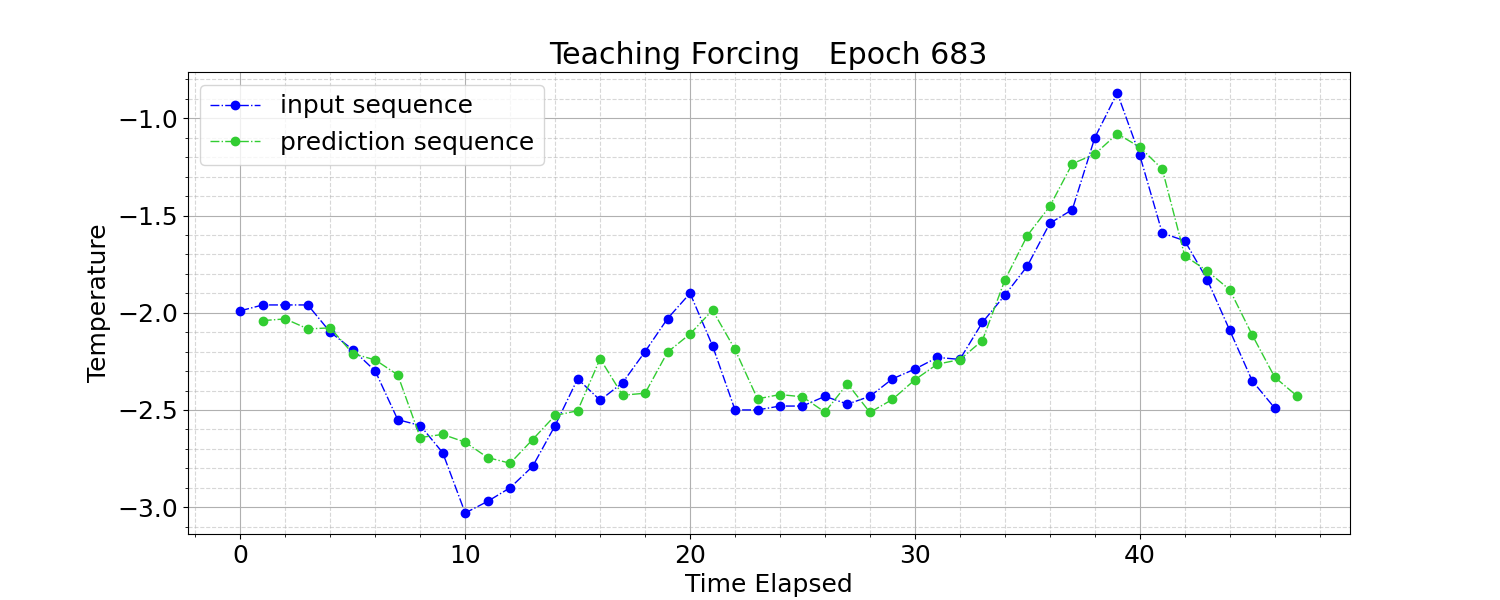 Teaching Forcing   Epoch 683
input sequence
prediction sequence
−1.0
−1.5
−2.0
−2.5
−3.0
Temperature
0 10 20 30 40
Time Elapsed